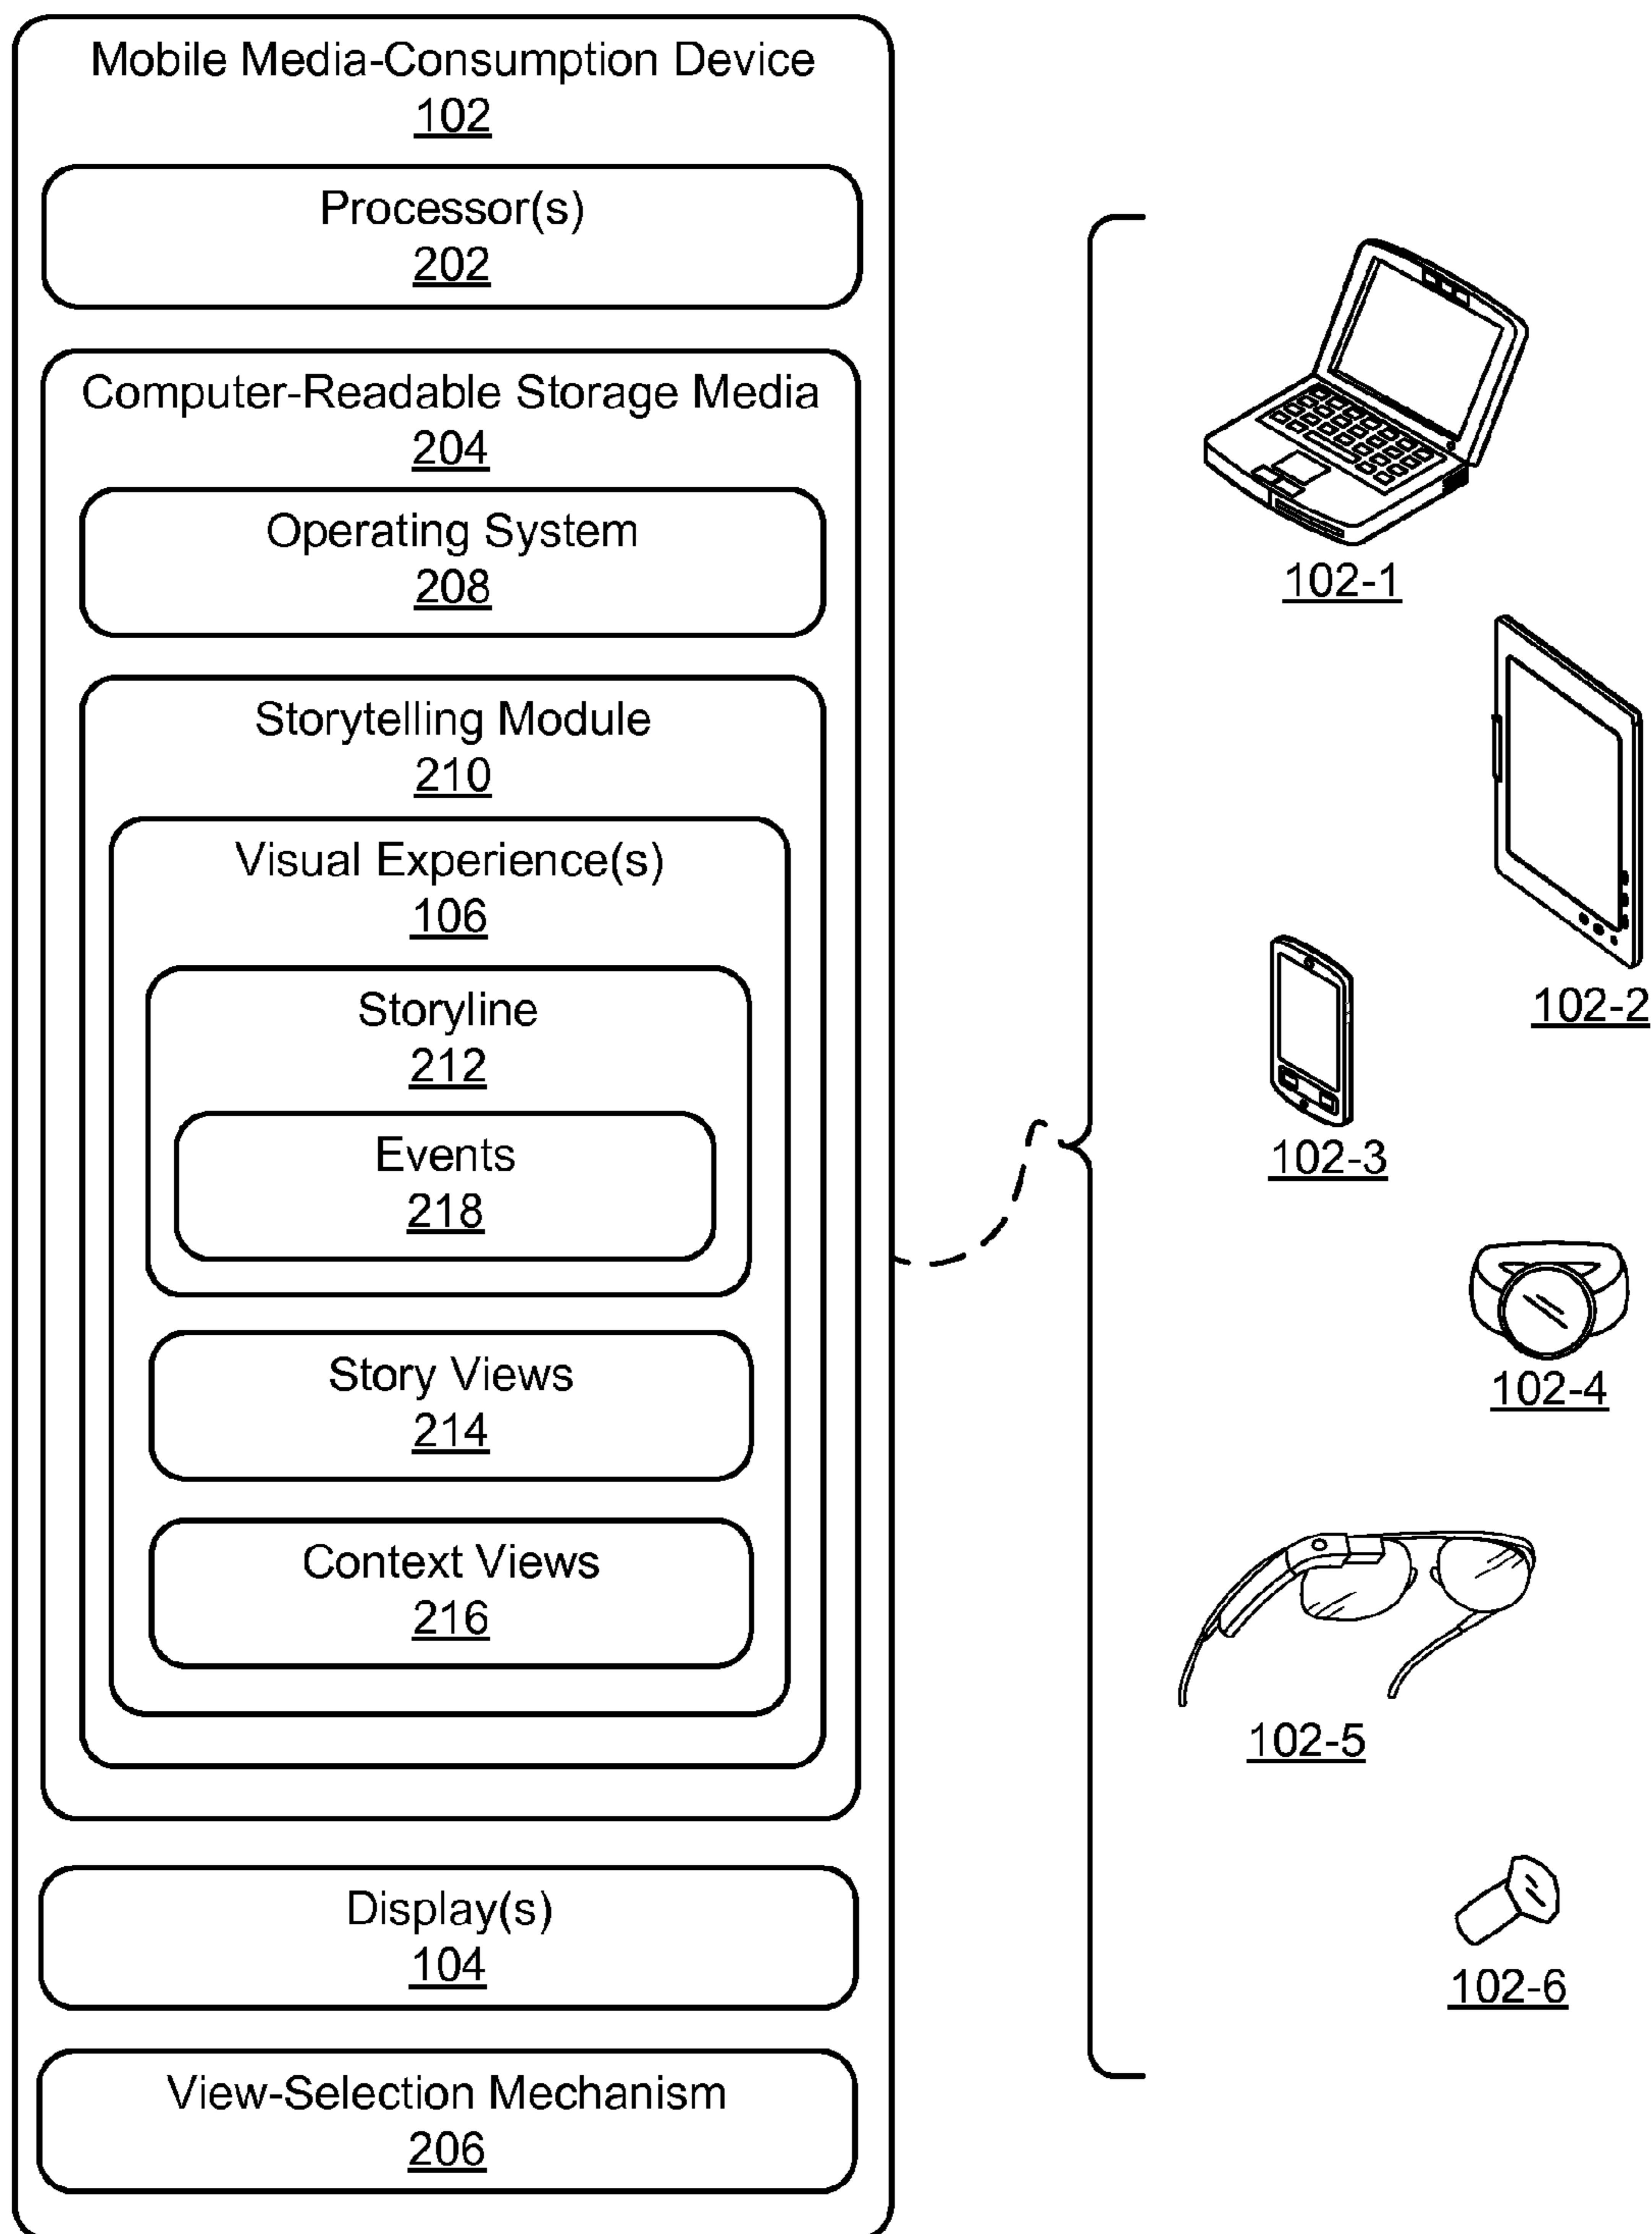 Mobile Media-Consumption Device
102
Processor(s)
202
Computer-Readable Storage Media
204
Operating System
208
Storytelling Module
210
Visual Experience(s)
106
Storyline
212
Events
218
Story Views
214
Context Views
216
Display(s)
104
View-Selection Mechanism
206
102-1
102-2
102-3
102-4
102-5
102-6